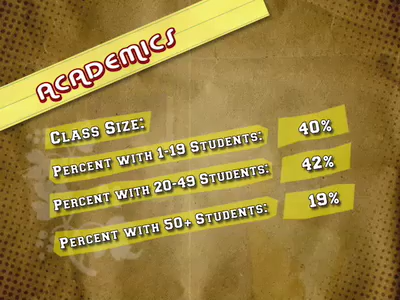 ACADEMICS
CLASS SIZE:
PERCENT WITH 1-19 STUDENTS: 40%
PERCENT WITH 20-49 STUDENTS: 42%
PERCENT WITH 50+ STUDENTS: 19%